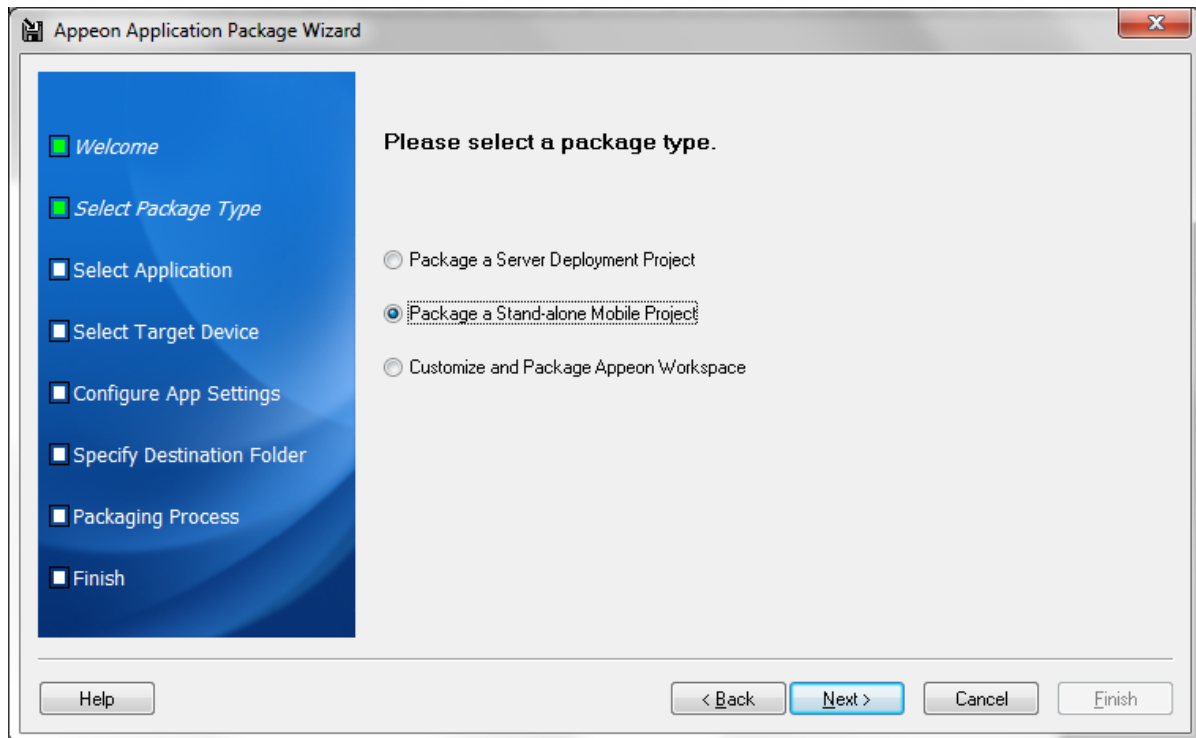 Appeon Application Package Wizard
Welcome
Select Package Type
Select Application
Select Target Device
Configure App Settings
Specify Destination Folder
Packaging Process
Finish
Please select a package type.
Package a Server Deployment Project
Package a Stand-alone Mobile Project
Customize and Package Appeon Workspace
Help
< Back
Next >
Cancel
Finish